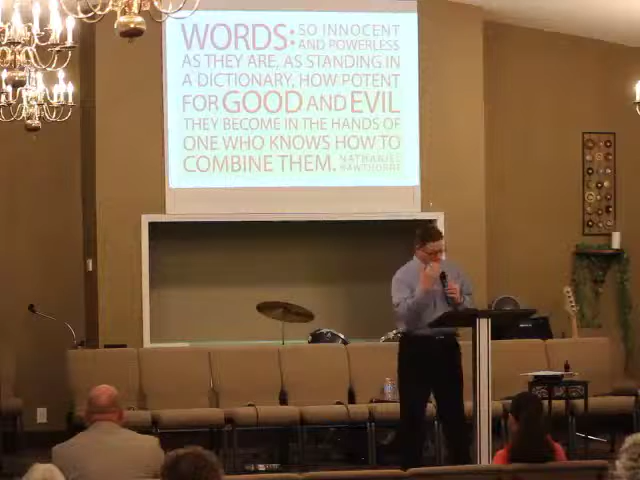 WORDS: SO INNOCENT
AND POWERLESS
AS THEY ARE, AS STANDING IN
A DICTIONARY, HOW POTENT
FOR GOOD AND EVIL
THEY BECOME IN THE HANDS OF
ONE WHO KNOWS HOW TO
COMBINE THEM. NATHANIEL
HAWTHORNE